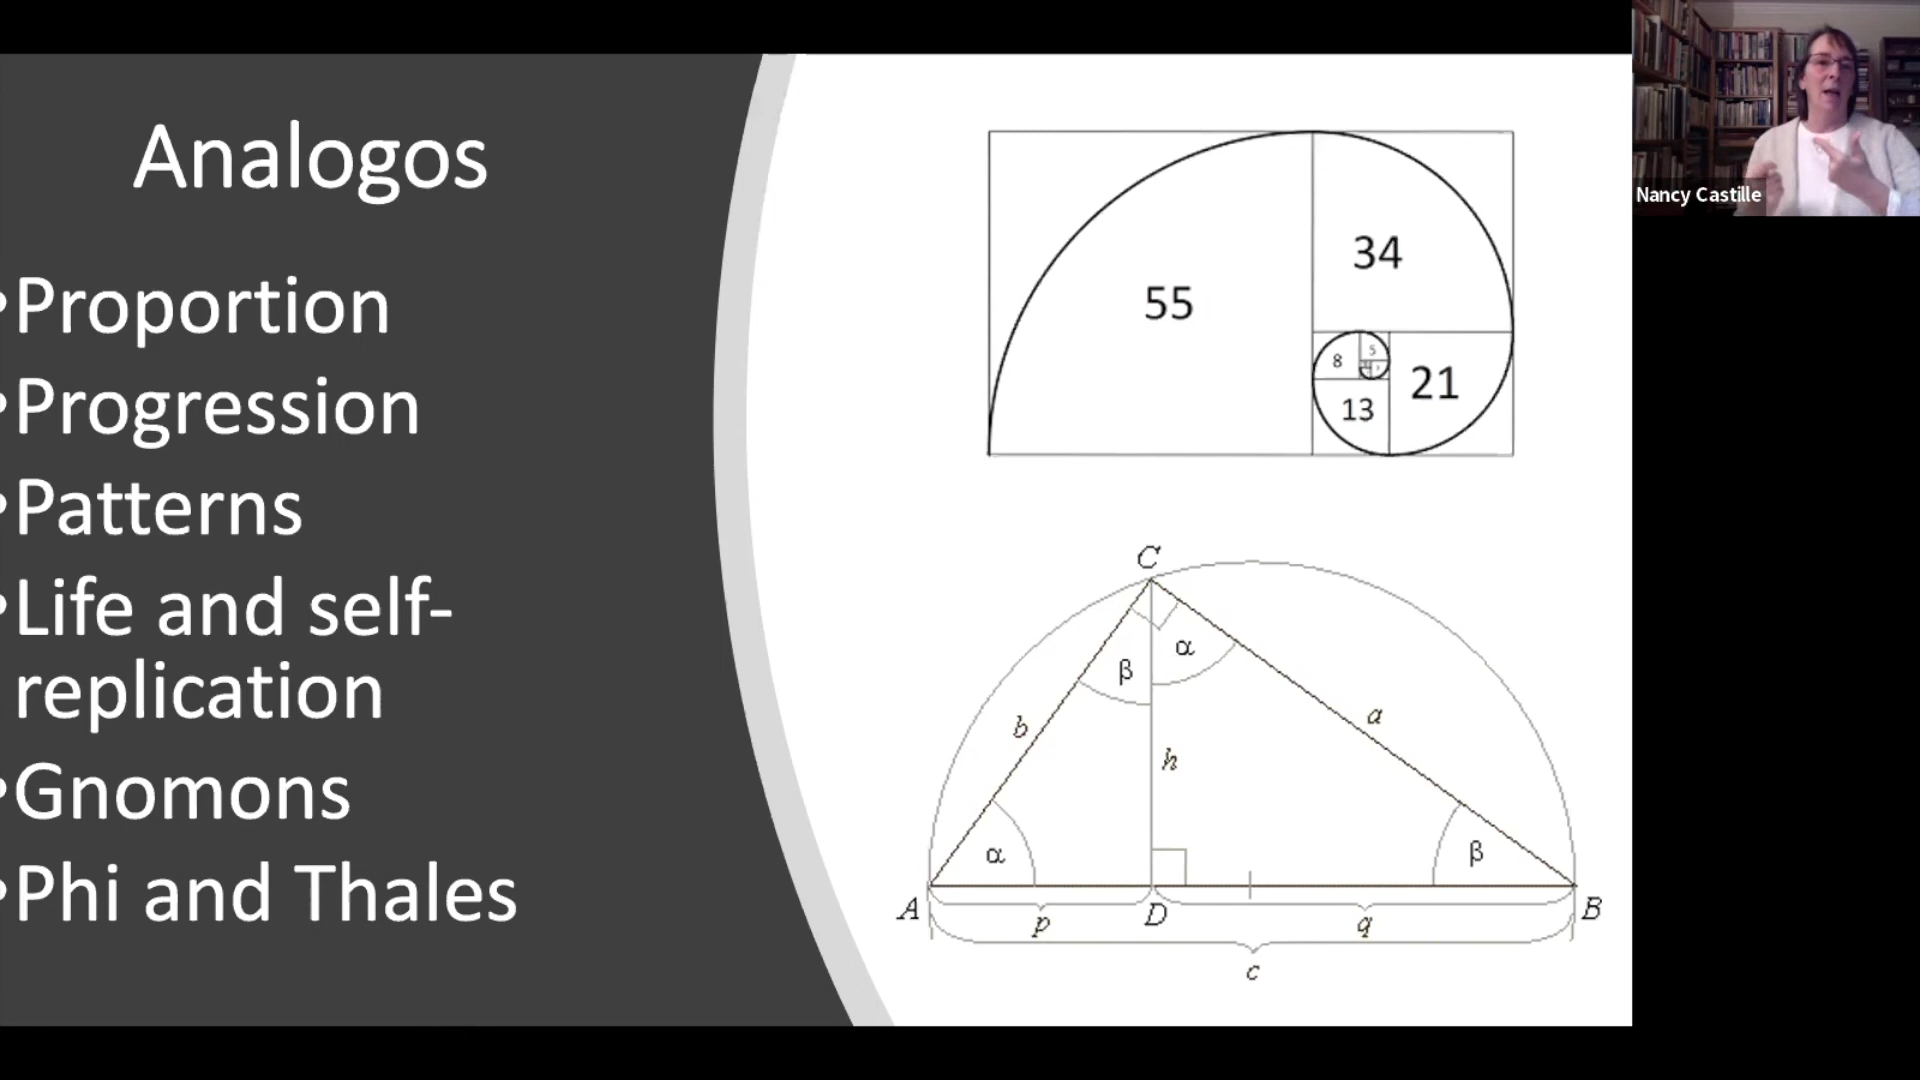 Analogos
•Proportion
•Progression
•Patterns
•Life and self-
replication
•Gnomons
•Phi and Thales
55
34
8
5
21
13
C
β
α
b
a
h
α
β
A
p
D
q
B
c
Nancy Castille